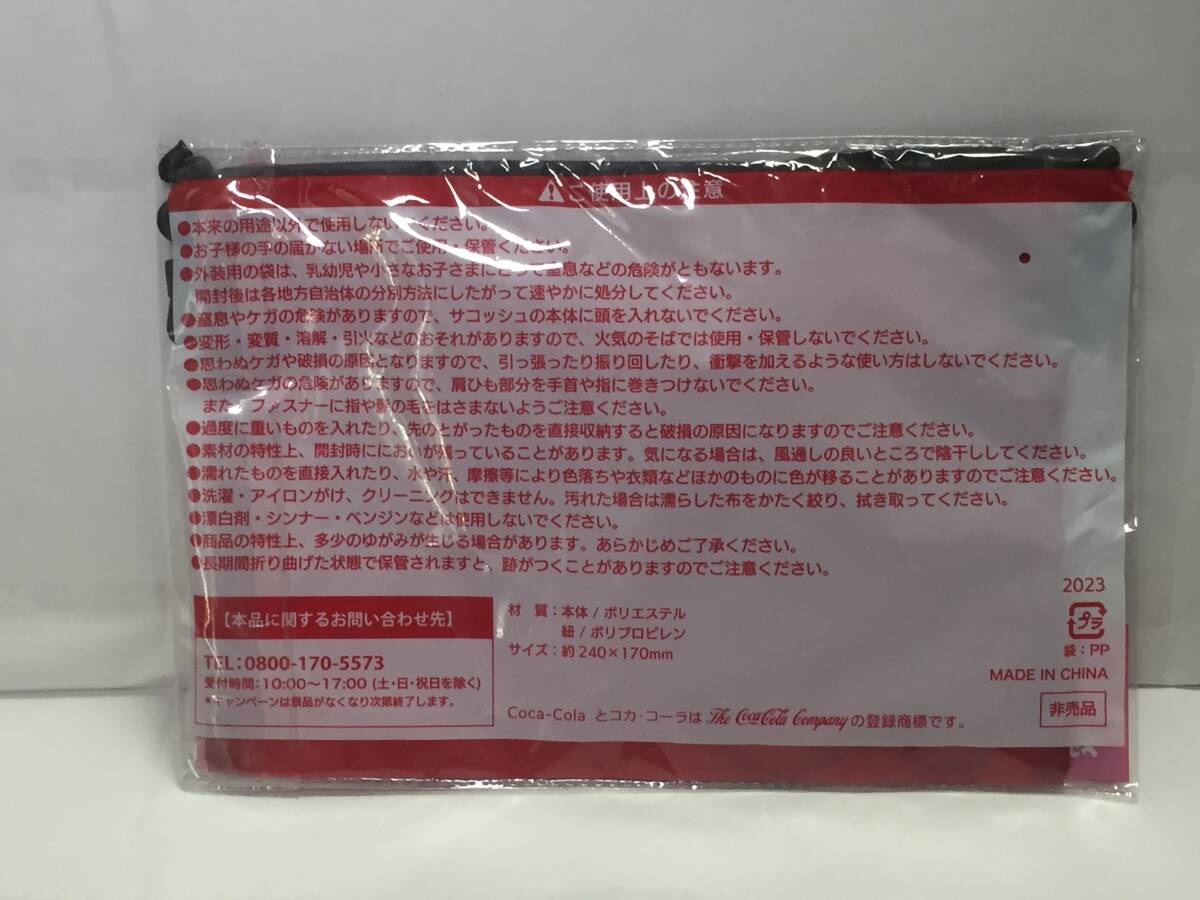 ご使用上の注意
●本来の用途以外で使用しないでください。
●お子様の手の届かない場所でご使用・保管ください。
●外装用の袋は、乳幼児や小さなお子さまにとって窒息などの危険がともないます。
開封後は各地方自治体の分別方法にしたがって速やかに処分してください。
●窒息やケガの危険がありますので、サコッシュの本体に頭を入れないでください。
●変形・変質・溶解・引火などのおそれがありますので、火気のそばでは使用・保管しないでください。
●思わぬケガや破損の原因となりますので、引っ張ったり振り回したり、衝撃を加えるような使い方はしないでください。
●思わぬケガの危険がありますので、肩ひも部分を手首や指に巻きつけないでください。
また、ファスナーに指や髪の毛をはさまないようご注意ください。
●過度に重いものを入れたり、先のとがったものを直接収納すると破損の原因になりますのでご注意ください。
●素材の特性上、開封時ににおいが残っていることがあります。気になる場合は、風通しの良いところで陰干ししてください。
●濡れたものを直接入れたり、水や汗、摩擦等により色落ちや衣類などほかのものに色が移ることがありますのでご注意ください。
●洗濯・アイロンがけ、クリーニングはできません。汚れた場合は濡らした布をかたく絞り、拭き取ってください。
●漂白剤・シンナー・ベンジンなどは使用しないでください。
●商品の特性上、多少のゆがみが生じる場合があります。あらかじめご了承ください。
●長期間折り曲げた状態で保管されますと、跡がつくことがありますのでご注意ください。
【本品に関するお問い合わせ先】
TEL:0800-170-5573
受付時間:10:00〜17:00 (土・日・祝日を除く)
*キャンペーンは景品がなくなり次第終了します。
材 質:本体/ポリエステル
紐/ポリプロピレン
サイズ:約240×170mm
Coca-Cola とコカ・コーラは The Coca-Cola Company の登録商標です。
2023
プラ
袋:PP
MADE IN CHINA
非売品